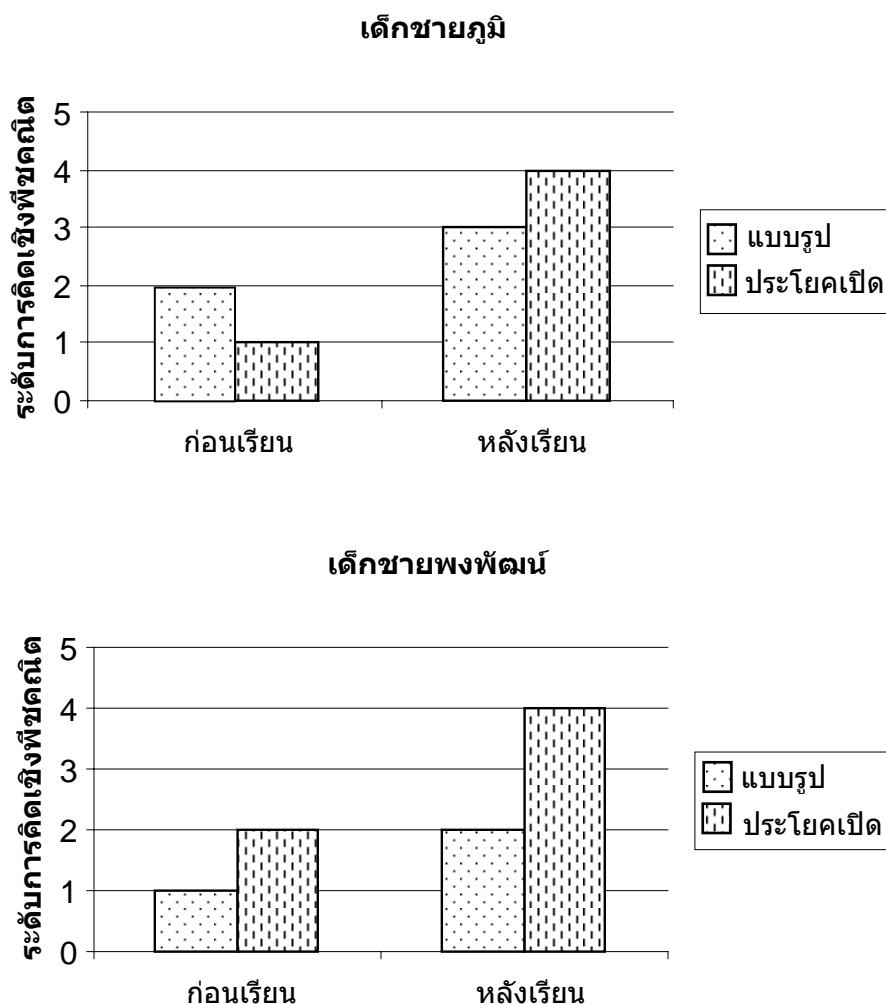 เด็กชายภูมิ
ระดับการคิดเชิงพีชคณิต
5
4
3
2
1
0
ก่อนเรียน หลังเรียน
แบบรูป
ประโยคเปิด
เด็กชายพงพัฒน์
ระดับการคิดเชิงพีชคณิต
5
4
3
2
1
0
ก่อนเรียน หลังเรียน
แบบรูป
ประโยคเปิด